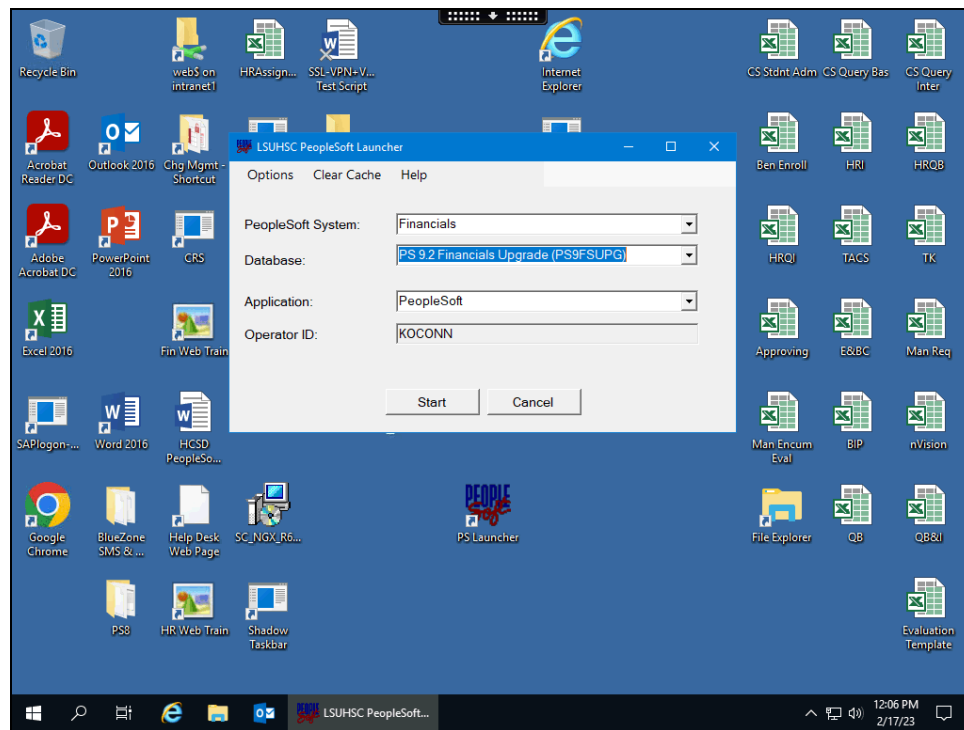 Recycle Bin
web$ on
intranet1
HRAssign...
SSL-VPN+V...
Test Script
Internet
Explorer
CS Stdnt Adm
CS Query Bas
CS Query
Inter
Acrobat
Reader DC
Outlook 2016
Chg Mgmt -
Shortcut
Ben Enroll
HRI
HRQB
LSUHSC PeopleSoft Launcher
Options
Clear Cache
Help
PeopleSoft System:
Financials
Database:
PS 9.2 Financials Upgrade (PS9FSUPG)
Application:
PeopleSoft
Operator ID:
KOCONN
Start
Cancel
Adobe
Acrobat DC
PowerPoint
2016
CRS
HRQI
TACS
TK
Excel 2016
Fin Web Train
Approving
E&BC
Man Req
SAPlogon-...
Word 2016
HCSD
PeopleSo...
Man Encum
Eval
BIP
nVision
Google
Chrome
BlueZone
SMS & ...
Help Desk
Web Page
SC_NGX_R6...
PEOPLE
Soft
PS Launcher
File Explorer
QB
QB&I
PS8
HR Web Train
Shadow
Taskbar
Evaluation
Template
LSUHSC PeopleSoft...
12:06 PM
2/17/23